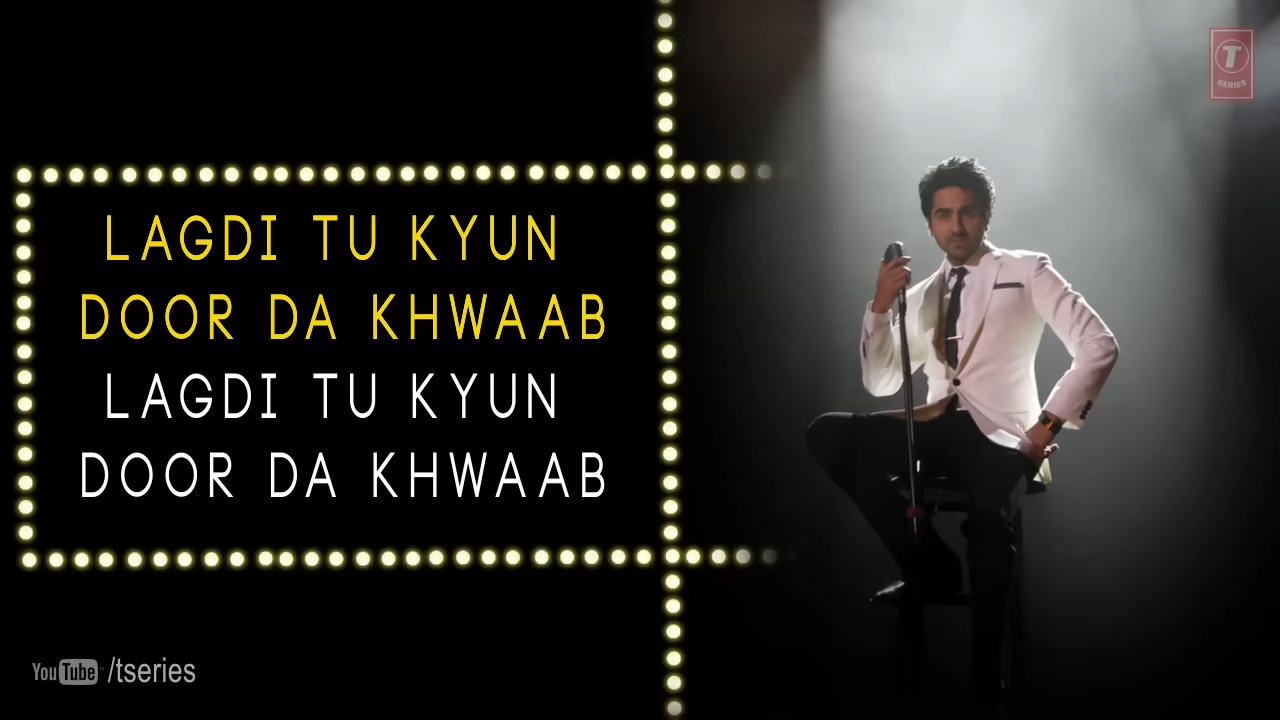 LAGDI TU KYUN
DOOR DA KHWAAB
LAGDI TU KYUN
DOOR DA KHWAAB
T
SERIES
YouTube /tseries